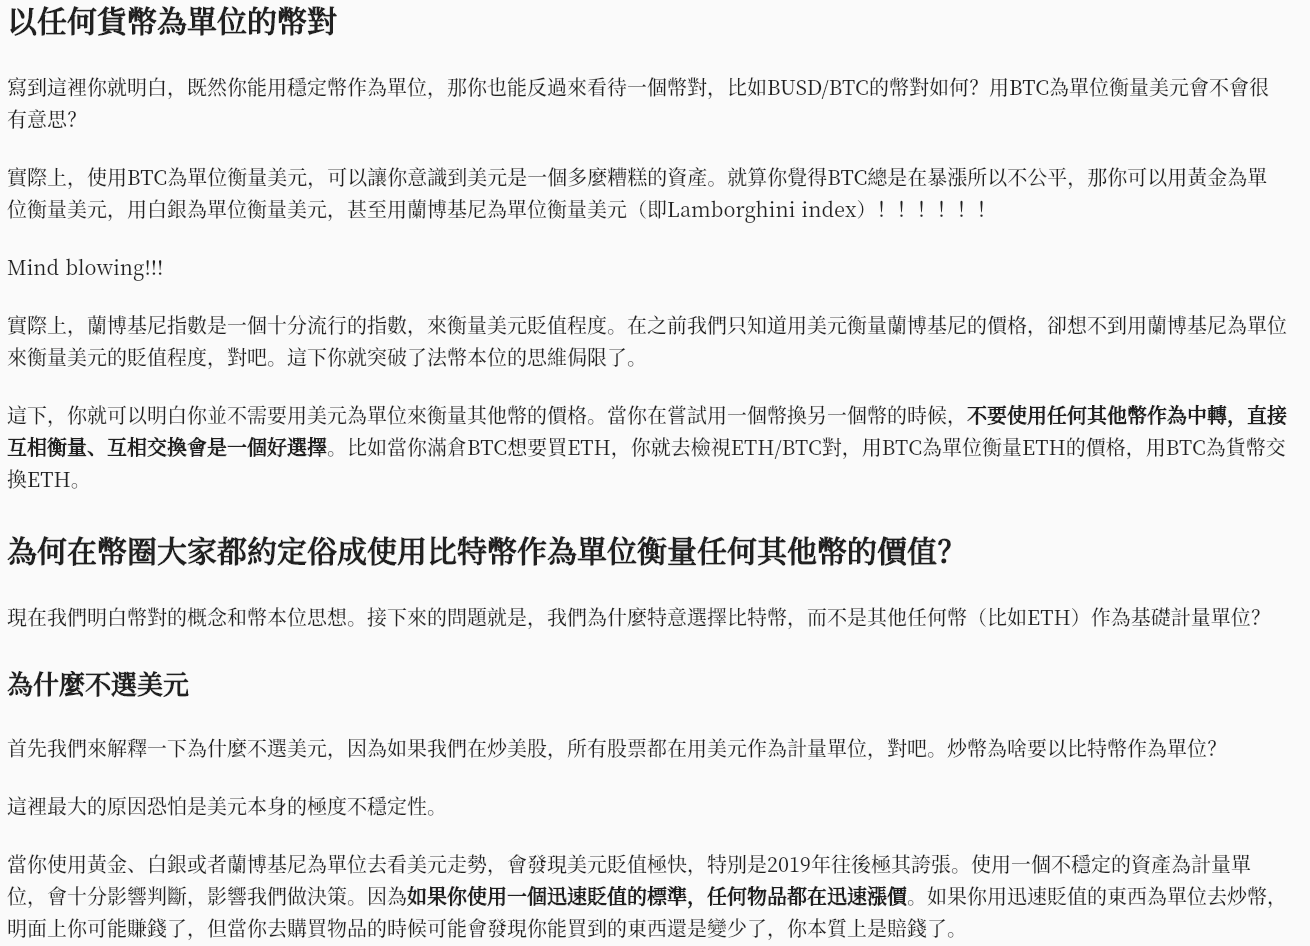 以任何貨幣為單位的幣對
寫到這裡你就明白，既然你能用穩定幣作為單位，那你也能反過來看待一個幣對，比如BUSD/BTC的幣對如何？用BTC為單位衡量美元會不會很
有意思？
實際上，使用BTC為單位衡量美元，可以讓你意識到美元是一個多麼糟糕的資產。就算你覺得BTC總是在暴漲所以不公平，那你可以用黃金為單
位衡量美元，用白銀為單位衡量美元，甚至用蘭博基尼為單位衡量美元（即Lamborghini index）！！！！！！
Mind blowing!!!
實際上，蘭博基尼指數是一個十分流行的指數，來衡量美元貶值程度。在之前我們只知道用美元衡量蘭博基尼的價格，卻想不到用蘭博基尼為單位
來衡量美元的貶值程度，對吧。這下你就突破了法幣本位的思維侷限了。
這下，你就可以明白你並不需要用美元為單位來衡量其他幣的價格。當你在嘗試用一個幣換另一個幣的時候，不要使用任何其他幣作為中轉，直接
互相衡量、互相交換會是一個好選擇。比如當你滿倉BTC想要買ETH，你就去檢視ETH/BTC對，用BTC為單位衡量ETH的價格，用BTC為貨幣交
換ETH。
為何在幣圈大家都約定俗成使用比特幣作為單位衡量任何其他幣的價值？
現在我們明白幣對的概念和幣本位思想。接下來的問題就是，我們為什麼特意選擇比特幣，而不是其他任何幣（比如ETH）作為基礎計量單位？
為什麼不選美元
首先我們來解釋一下為什麼不選美元，因為如果我們在炒美股，所有股票都在用美元作為計量單位，對吧。炒幣為啥要以比特幣作為單位？
這裡最大的原因恐怕是美元本身的極度不穩定性。
當你使用黃金、白銀或者蘭博基尼為單位去看美元走勢，會發現美元貶值極快，特別是2019年往後極其誇張。使用一個不穩定的資產為計量單
位，會十分影響判斷，影響我們做決策。因為如果你使用一個迅速貶值的標準，任何物品都在迅速漲價。如果你用迅速貶值的東西為單位去炒幣，
明面上你可能賺錢了，但當你去購買物品的時候可能會發現你能買到的東西還是變少了，你本質上是賠錢了。